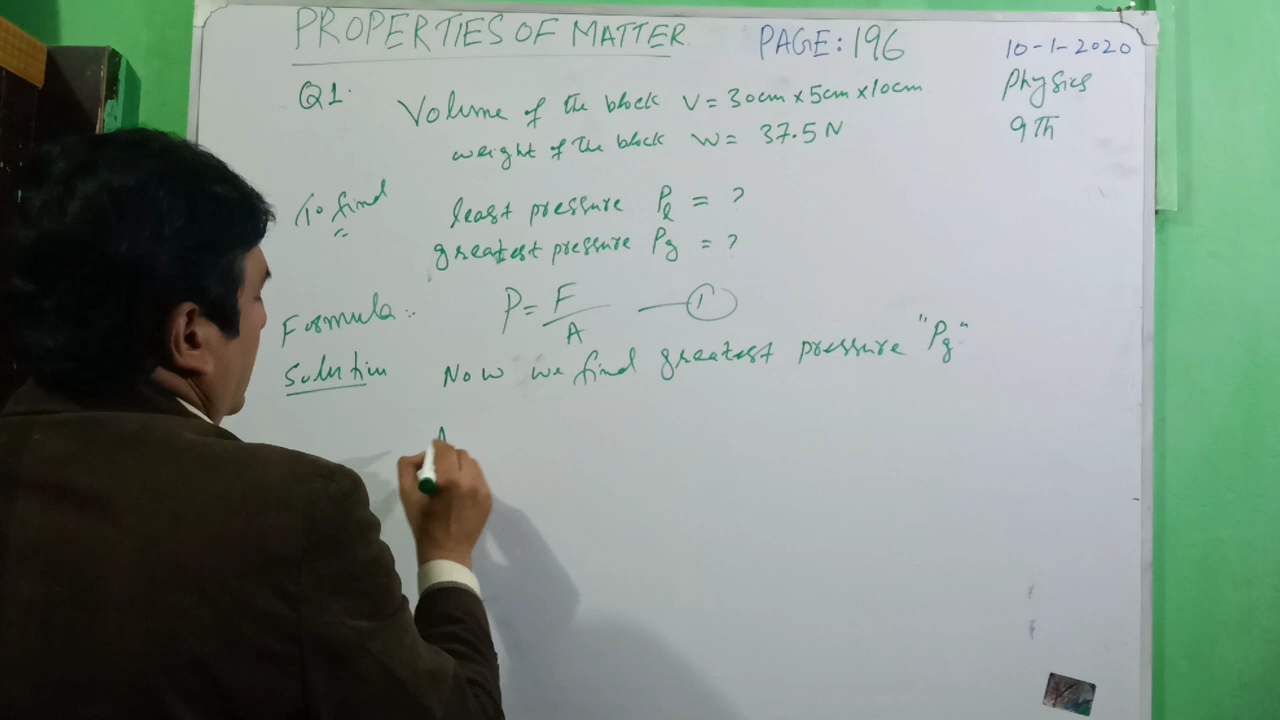 PROPERTIES OF MATTER PAGE: 196 10-1-2020
Physics
9Th
Q1. Volume of the block V = 30cm x 5cm x 10cm
weight of the block w = 37.5 N
To find least pressure Pl = ?
greatest pressure Pg = ?
Formula :. P = F/A — 1
Solution Now we find greatest pressure "Pg"
A